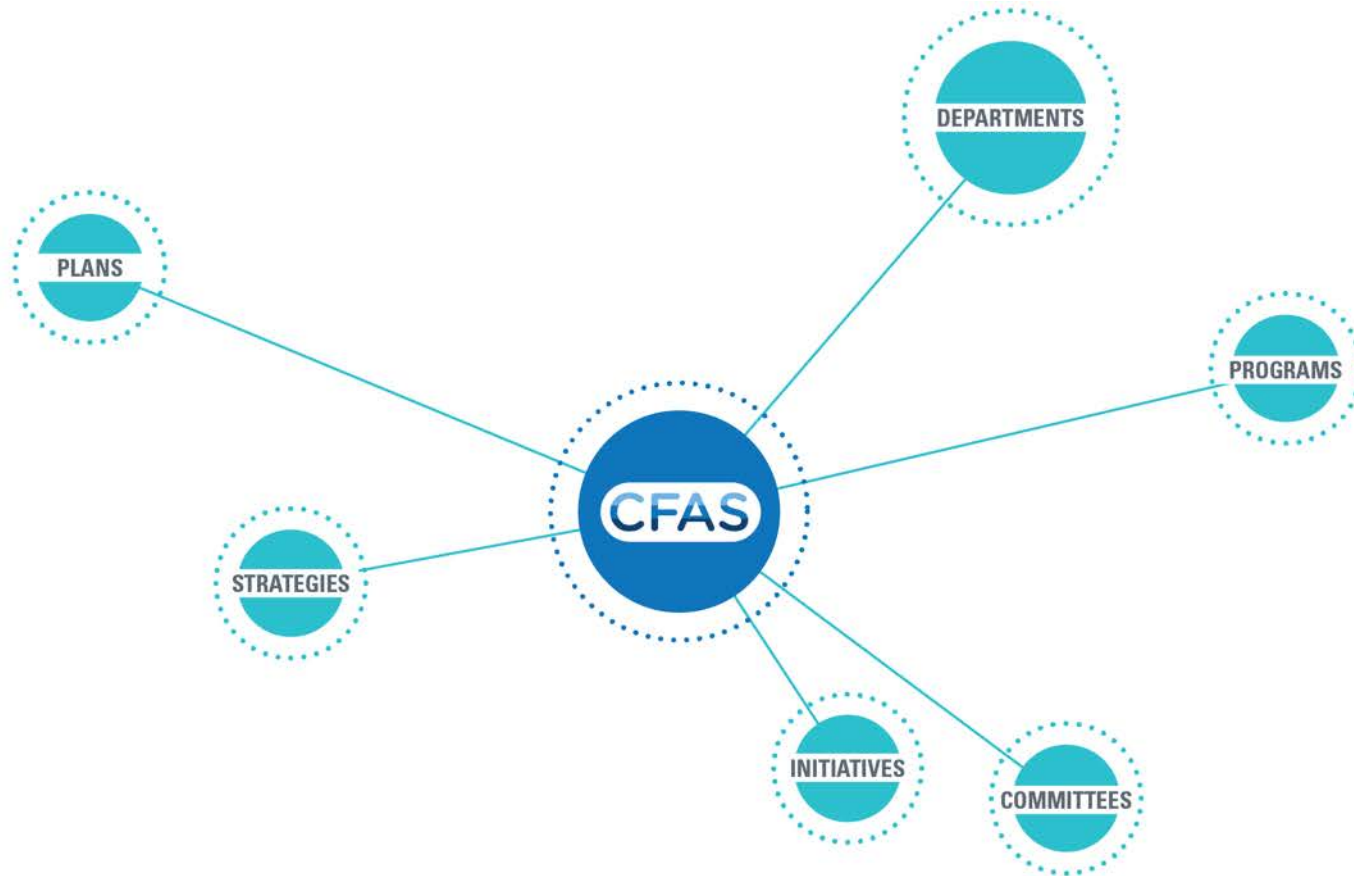 DEPARTMENTS
PLANS
PROGRAMS
CFAS
STRATEGIES
INITIATIVES
COMMITTEES